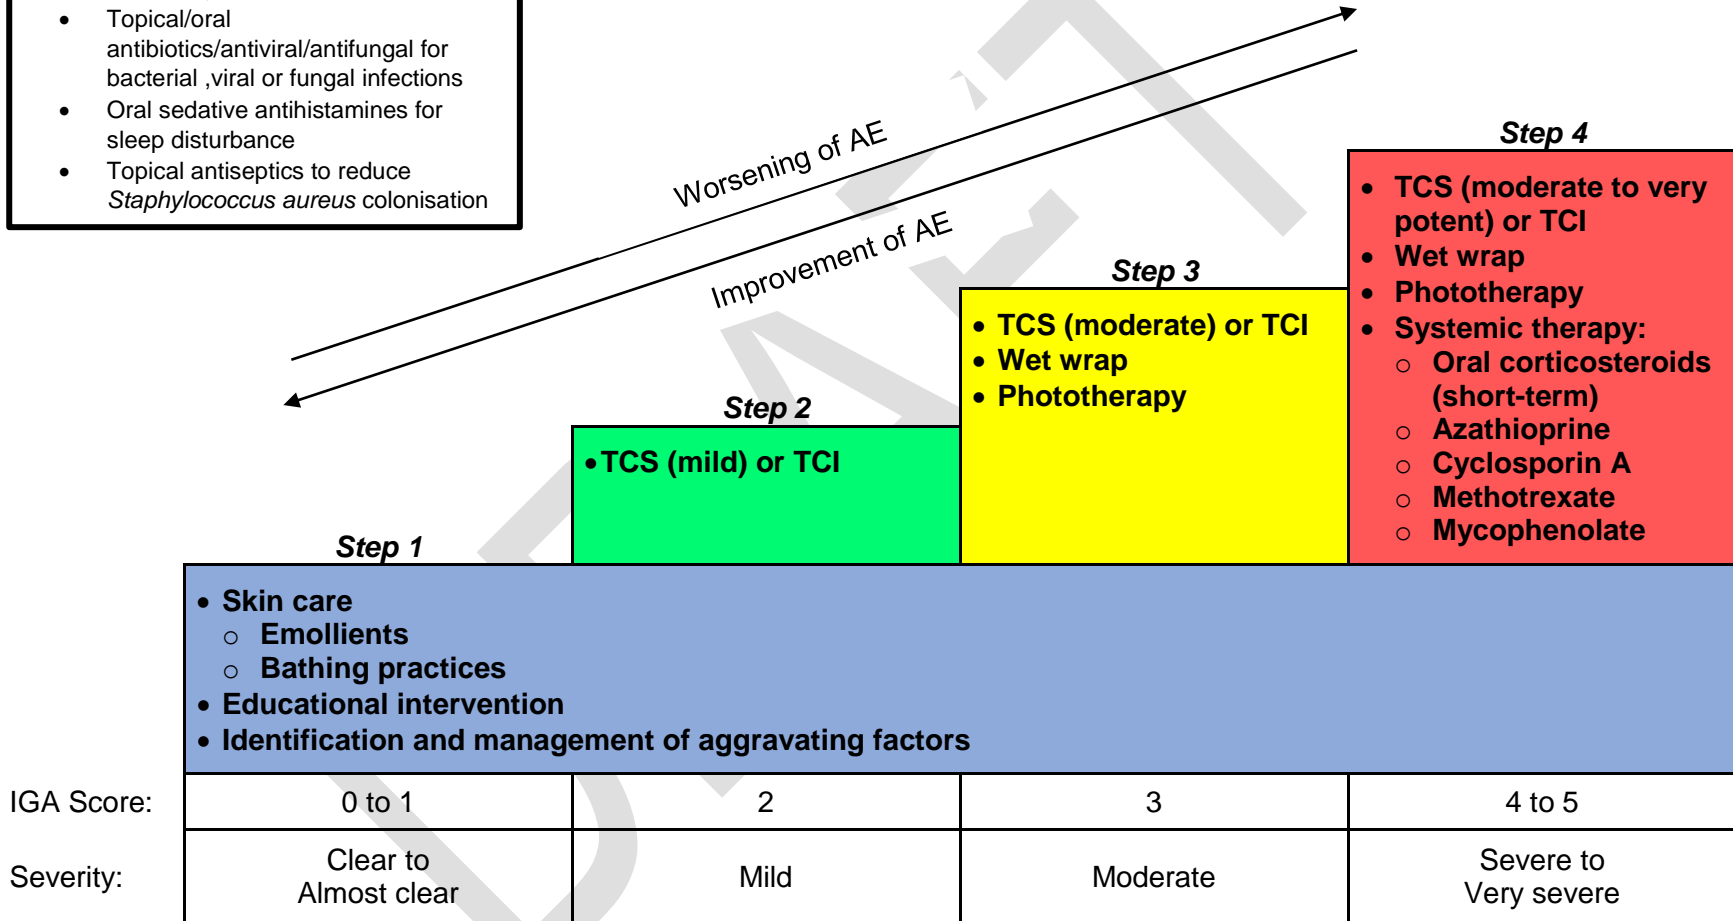 • Topical/oral
antibiotics/antiviral/antifungal for
bacterial ,viral or fungal infections
• Oral sedative antihistamines for
sleep disturbance
• Topical antiseptics to reduce
Staphylococcus aureus colonisation
Worsening of AE
Improvement of AE
Step 4
• TCS (moderate to very
potent) or TCI
• Wet wrap
• Phototherapy
• Systemic therapy:
o Oral corticosteroids
(short-term)
o Azathioprine
o Cyclosporin A
o Methotrexate
o Mycophenolate
Step 3
• TCS (moderate) or TCI
• Wet wrap
• Phototherapy
Step 2
• TCS (mild) or TCI
Step 1
• Skin care
o Emollients
o Bathing practices
• Educational intervention
• Identification and management of aggravating factors
IGA Score: 0 to 1 2 3 4 to 5
Severity: Clear to
Almost clear Mild Moderate Severe to
Very severe